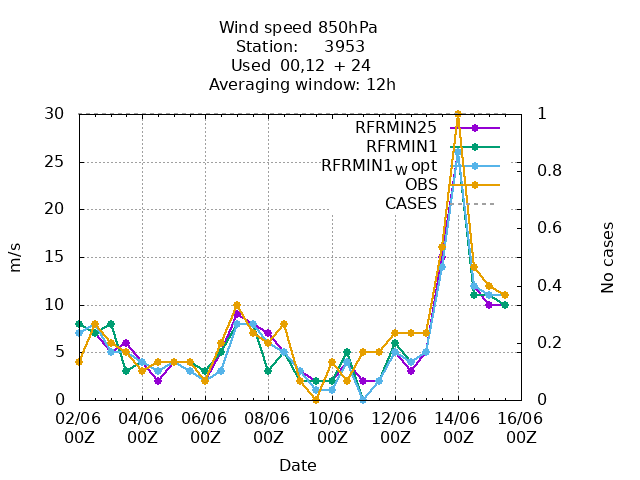 Wind speed 850hPa
Station: 3953
Used 00,12 + 24
Averaging window: 12h
30 1
RFRMIN25
RFRMIN1
25
RFRMIN1w opt 0.8
OBS
20
CASES 0.6
15
m/s No cases
10 0.4
5 0.2
0 0
02/06 04/06 06/06 08/06 10/06 12/06 14/06 16/06
00Z 00Z 00Z 00Z 00Z 00Z 00Z 00Z
Date